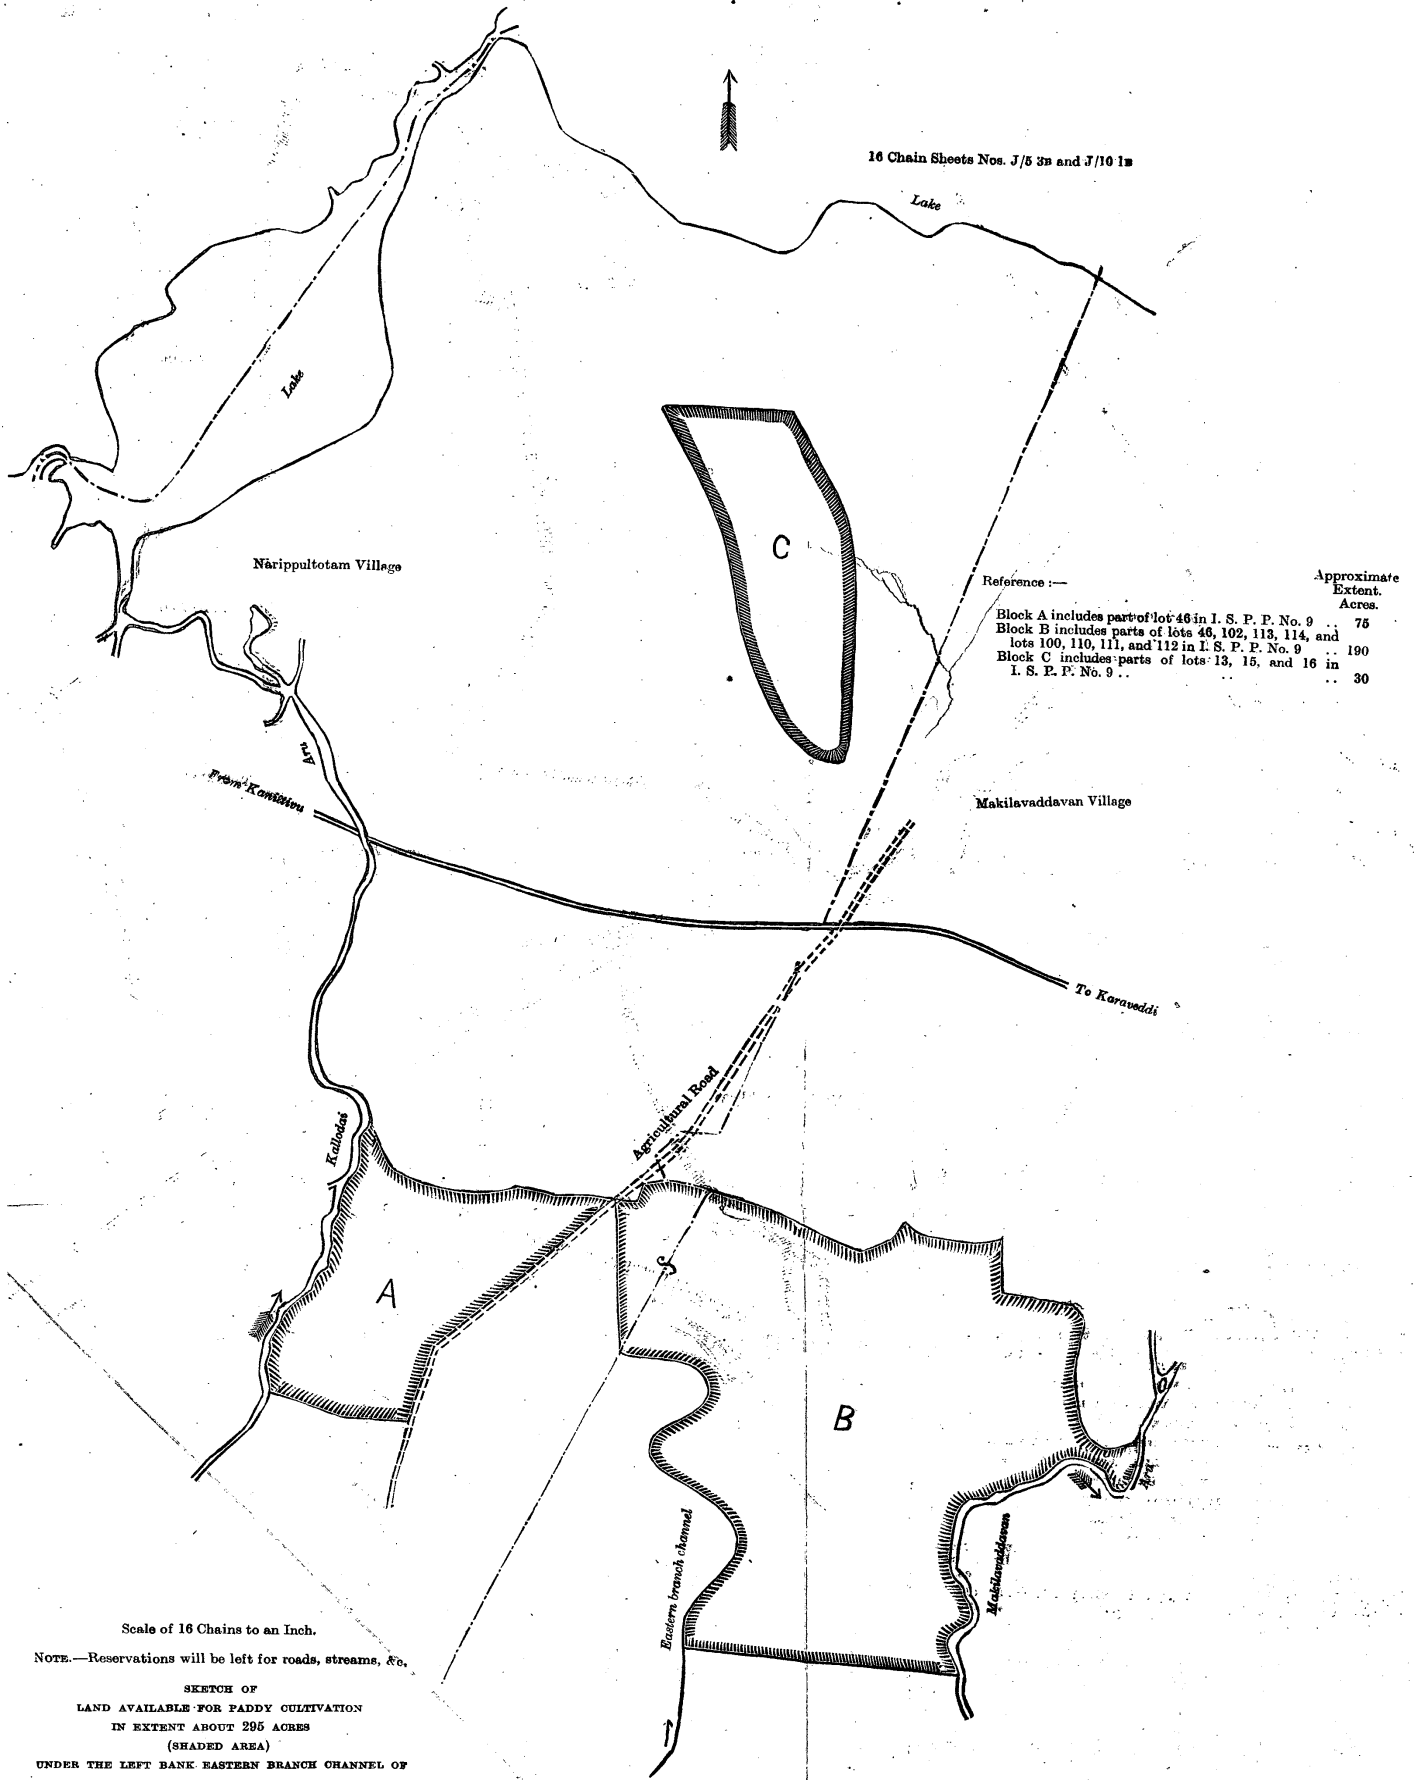 16 Chain Sheets Nos. J/5 3B and J/10 1B
Lake
Lake
C
Nàrippultotam Village
Reference :—
Approximate
Extent.
Acres.
Block A includes part of lot 46 in I. S. P. P. No. 9 .. 75
Block B includes parts of lots 46, 102, 113, 114, and
lots 100, 110, 111, and 112 in I. S. P. P. No. 9 .. 190
Block C includes parts of lots 13, 15, and 16 in
I. S. P. P. No. 9 .. .. .. 30
Aru
From Kanittivu
Makilavaddavan Village
To Karaveddi
Agricultural Road
Kallodai
A
B
Aru
Eastern branch channel
Makilavaddavan
Scale of 16 Chains to an Inch.
NOTE.—Reservations will be left for roads, streams, &c.
SKETCH OF
LAND AVAILABLE FOR PADDY CULTIVATION
IN EXTENT ABOUT 295 ACRES
(SHADED AREA)
UNDER THE LEFT BANK EASTERN BRANCH CHANNEL OF